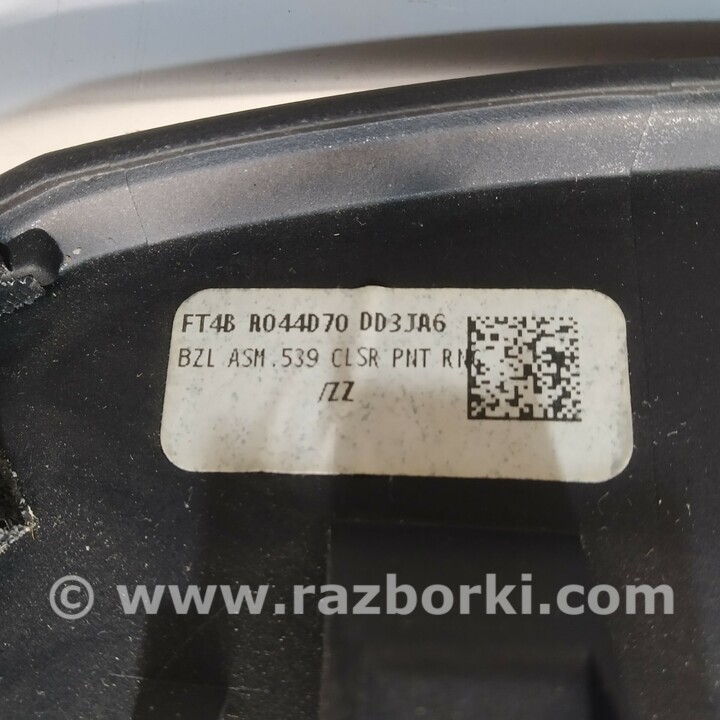 FT4B R044D70 DD3JA6
BZL ASM.539 CLSR PNT RNG
/ZZ
© www.razborki.com